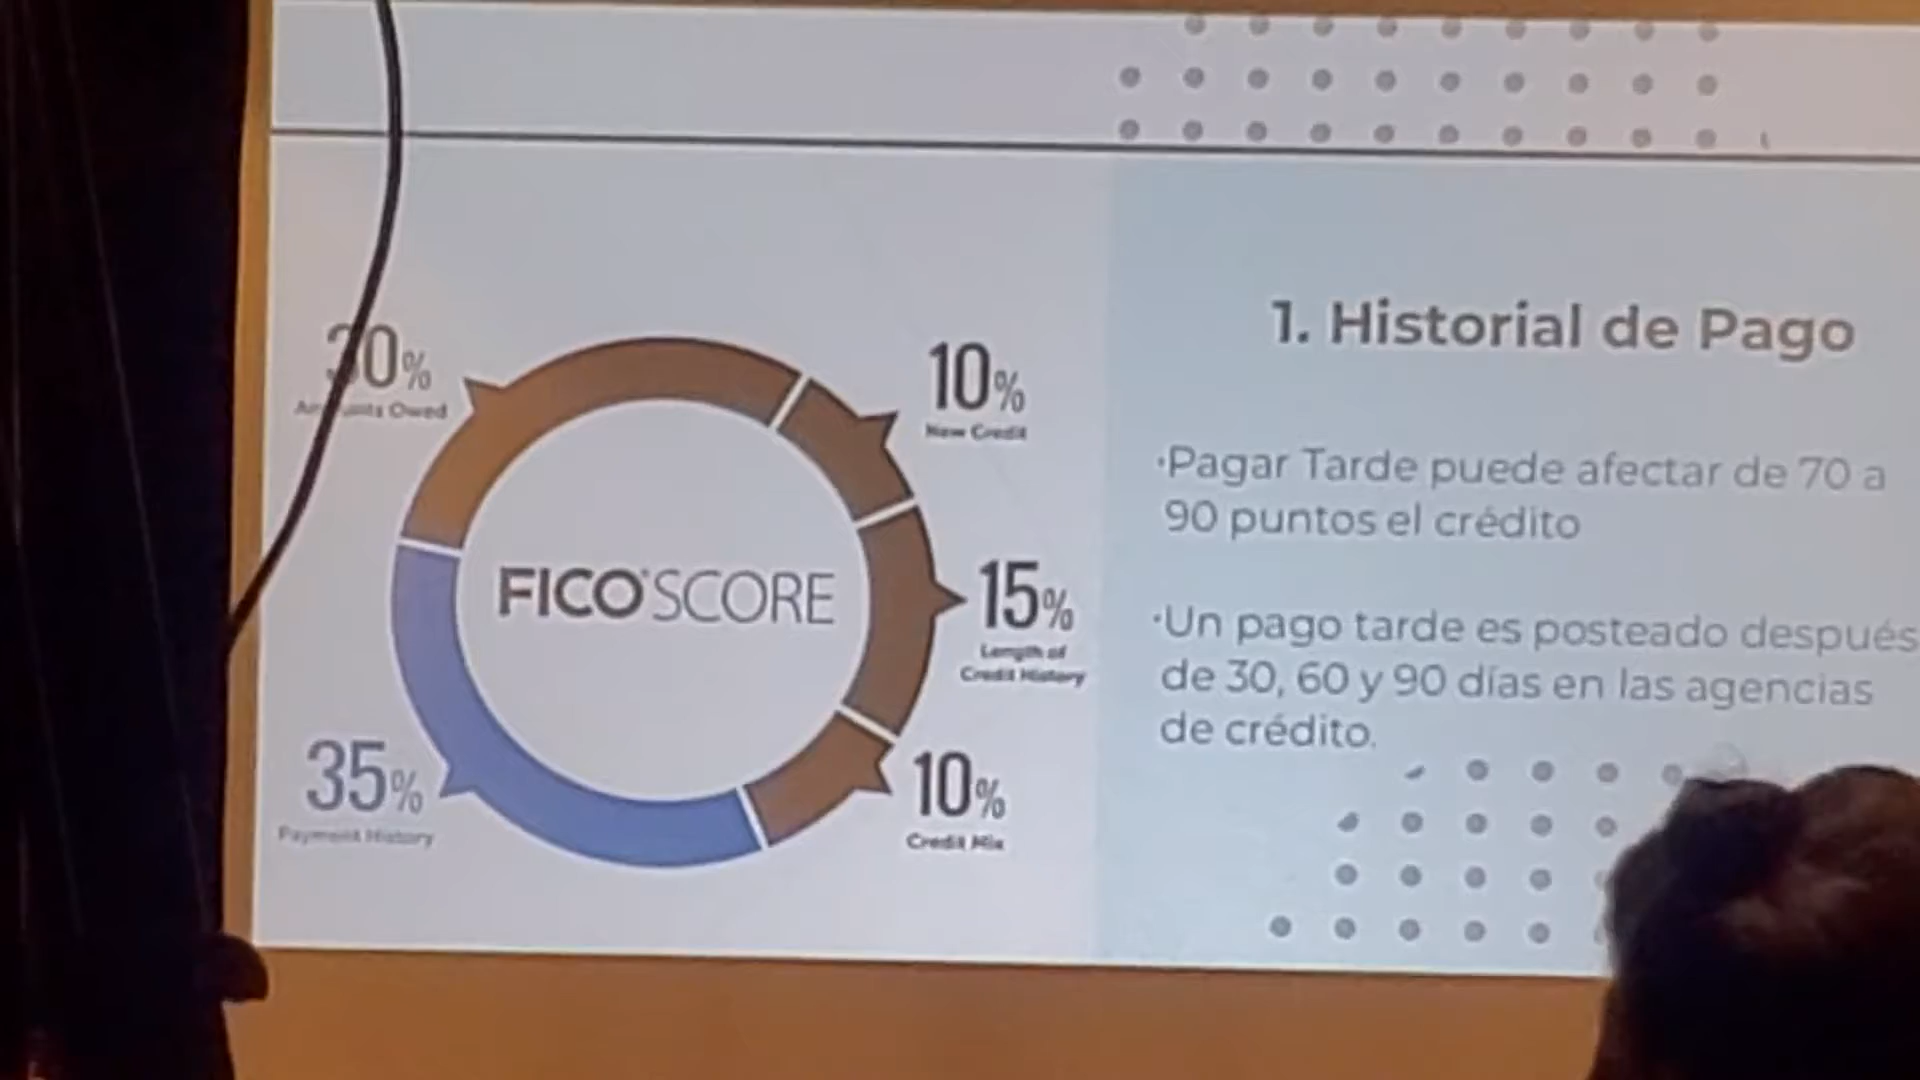 30%
Amounts Owed
10%
New Credit
FICO SCORE
15%
Length of
Credit History
35%
Payment History
10%
Credit Mix
1. Historial de Pago
·Pagar Tarde puede afectar de 70 a
90 puntos el crédito
·Un pago tarde es posteado después
de 30, 60 y 90 días en las agencias
de crédito.